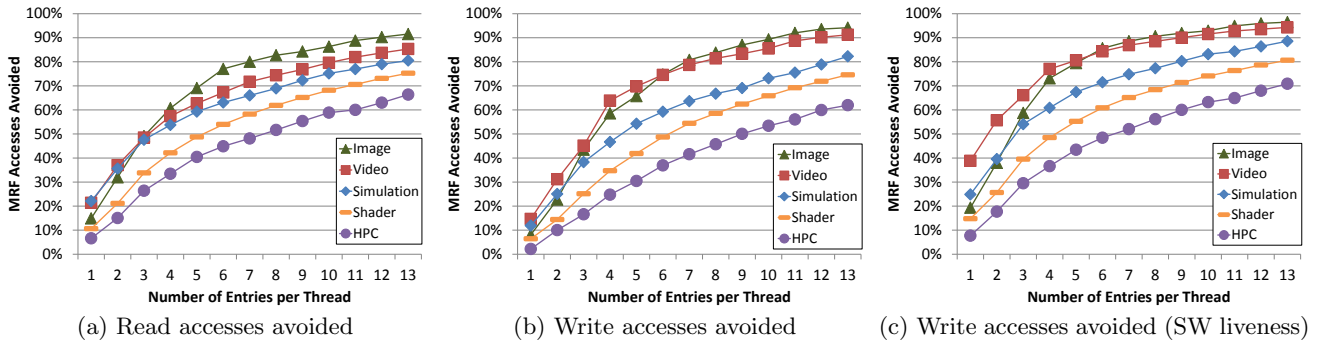 MRF Accesses Avoided
100%
90%
80%
70%
60%
50%
40%
30%
20%
10%
0%
Image
Video
Simulation
Shader
HPC
1 2 3 4 5 6 7 8 9 10 11 12 13
Number of Entries per Thread
(a) Read accesses avoided
MRF Accesses Avoided
100%
90%
80%
70%
60%
50%
40%
30%
20%
10%
0%
Image
Video
Simulation
Shader
HPC
1 2 3 4 5 6 7 8 9 10 11 12 13
Number of Entries per Thread
(b) Write accesses avoided
MRF Accesses Avoided
100%
90%
80%
70%
60%
50%
40%
30%
20%
10%
0%
Image
Video
Simulation
Shader
HPC
1 2 3 4 5 6 7 8 9 10 11 12 13
Number of Entries per Thread
(c) Write accesses avoided (SW liveness)